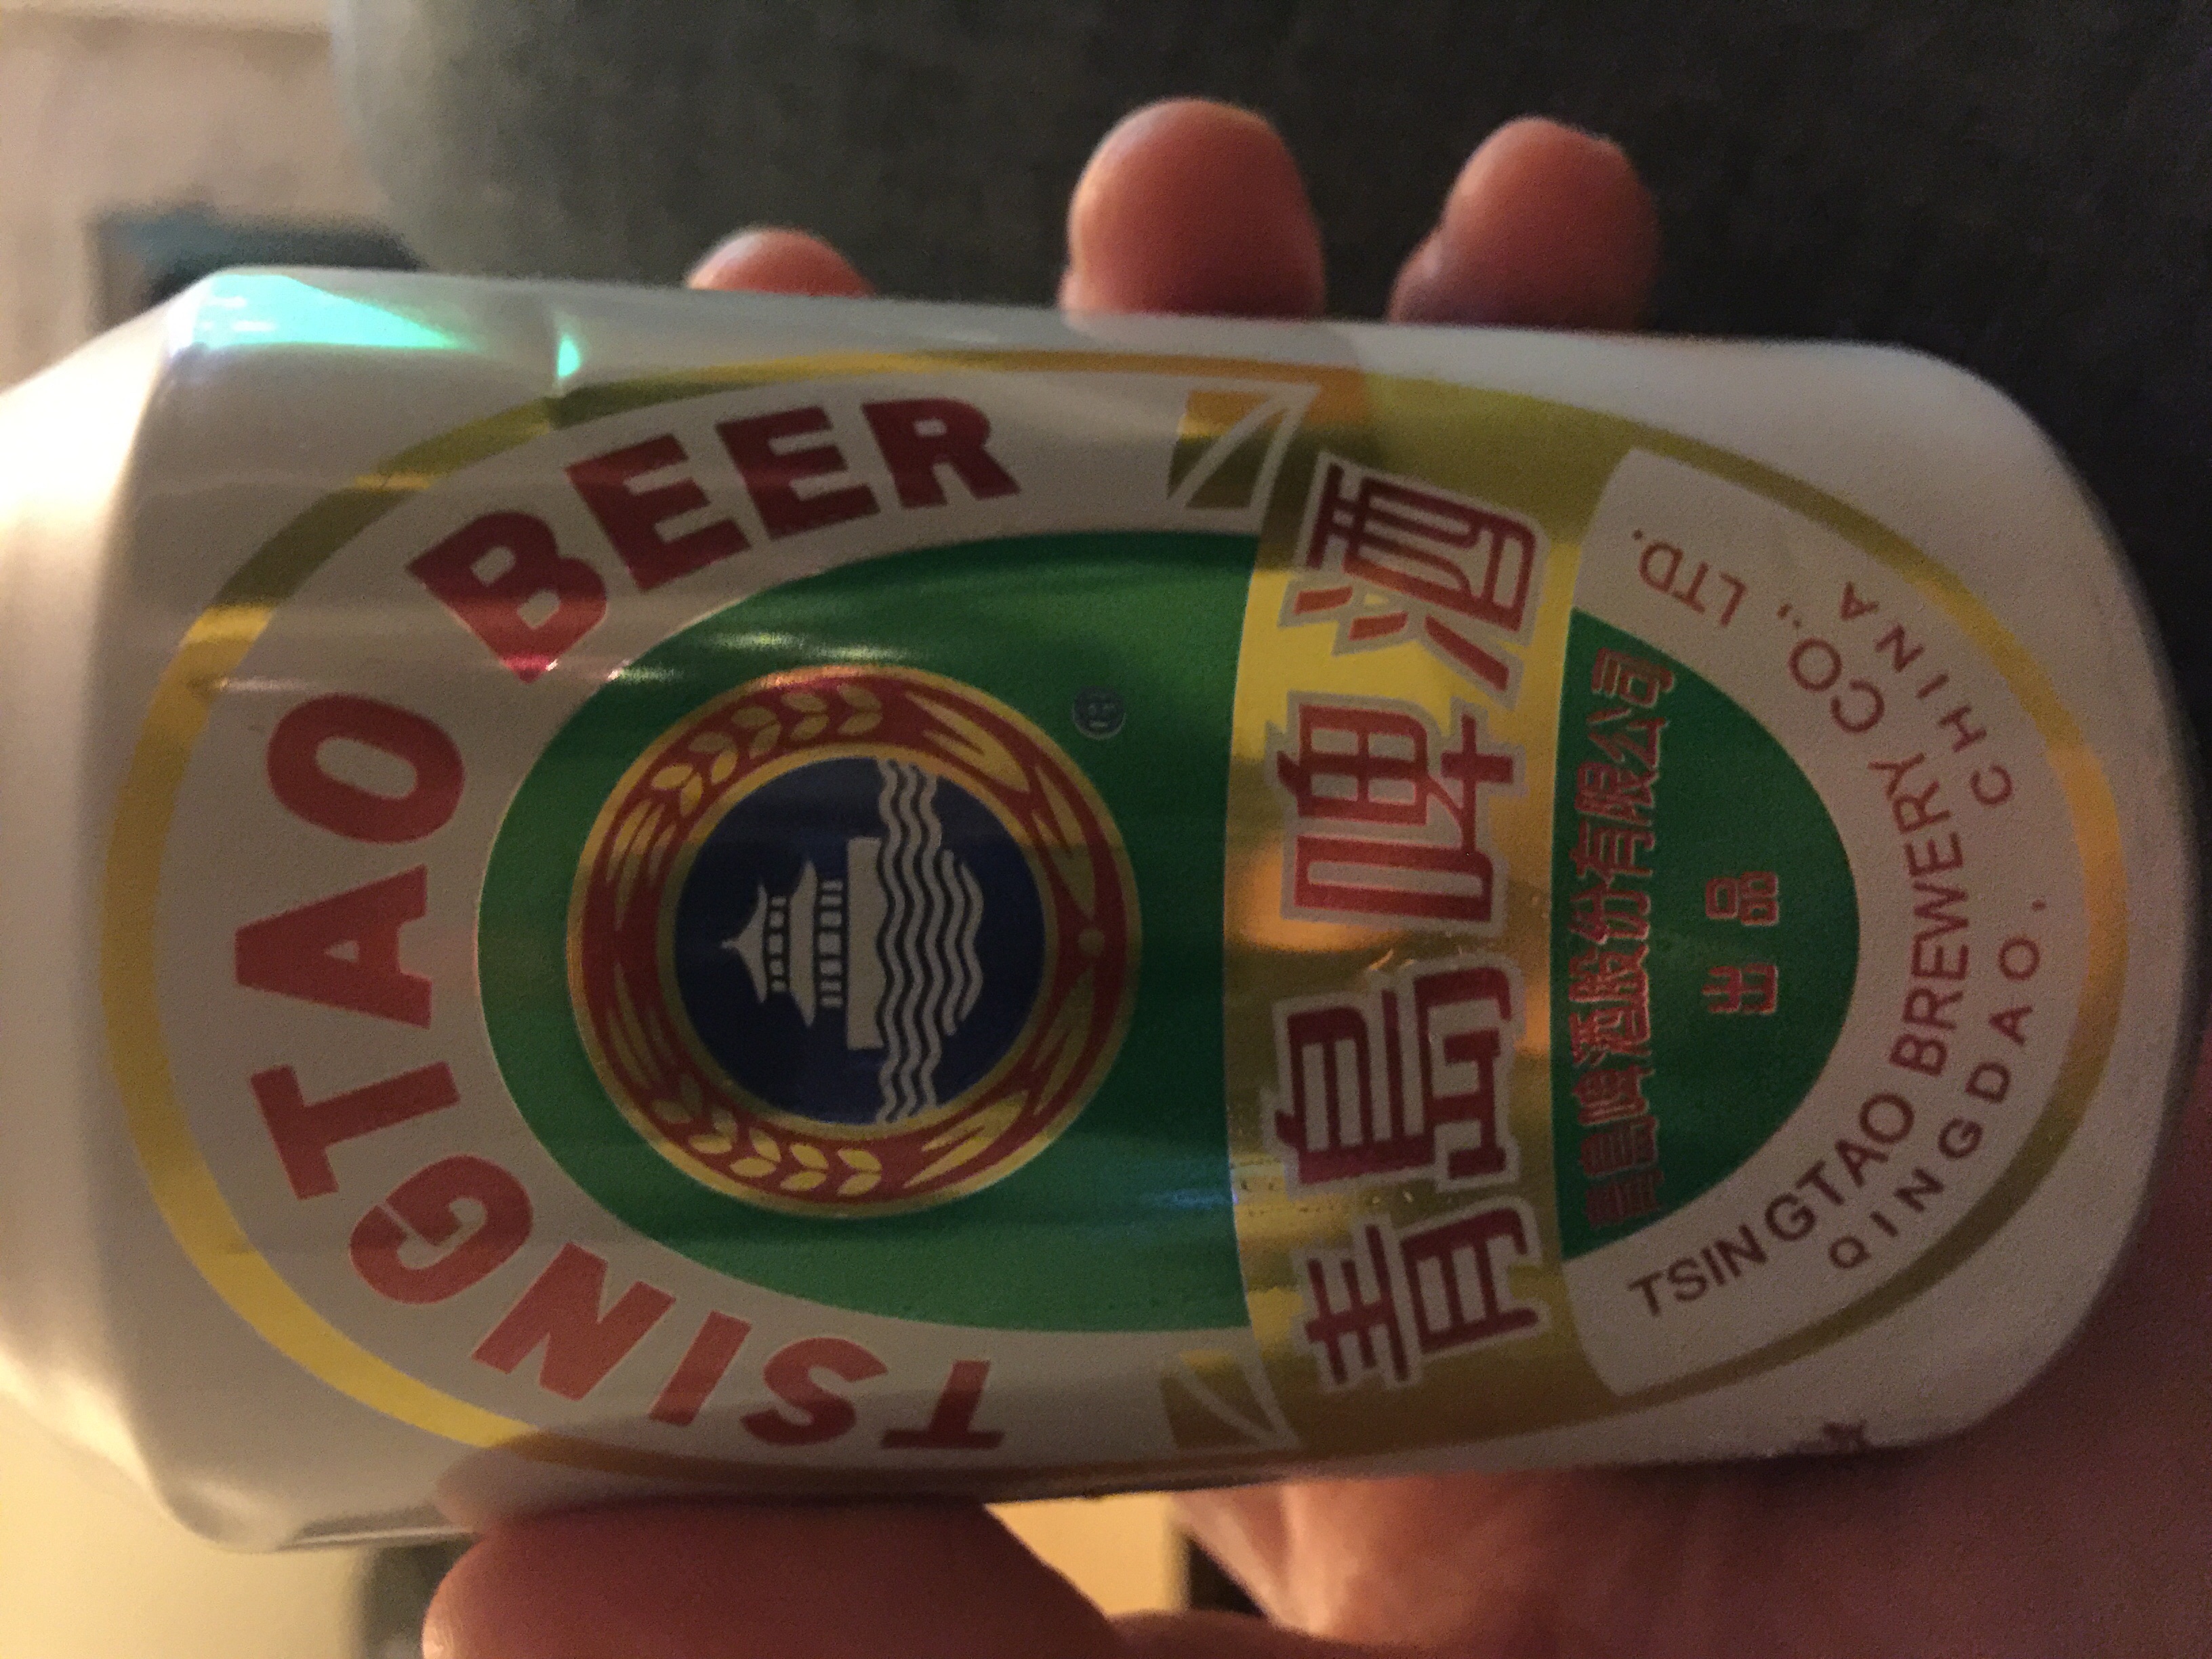 TSINGTAO BEER
®
青島啤酒
青島啤酒股份有限公司
出品
TSINGTAO BREWERY CO., LTD.
QINGDAO, CHINA